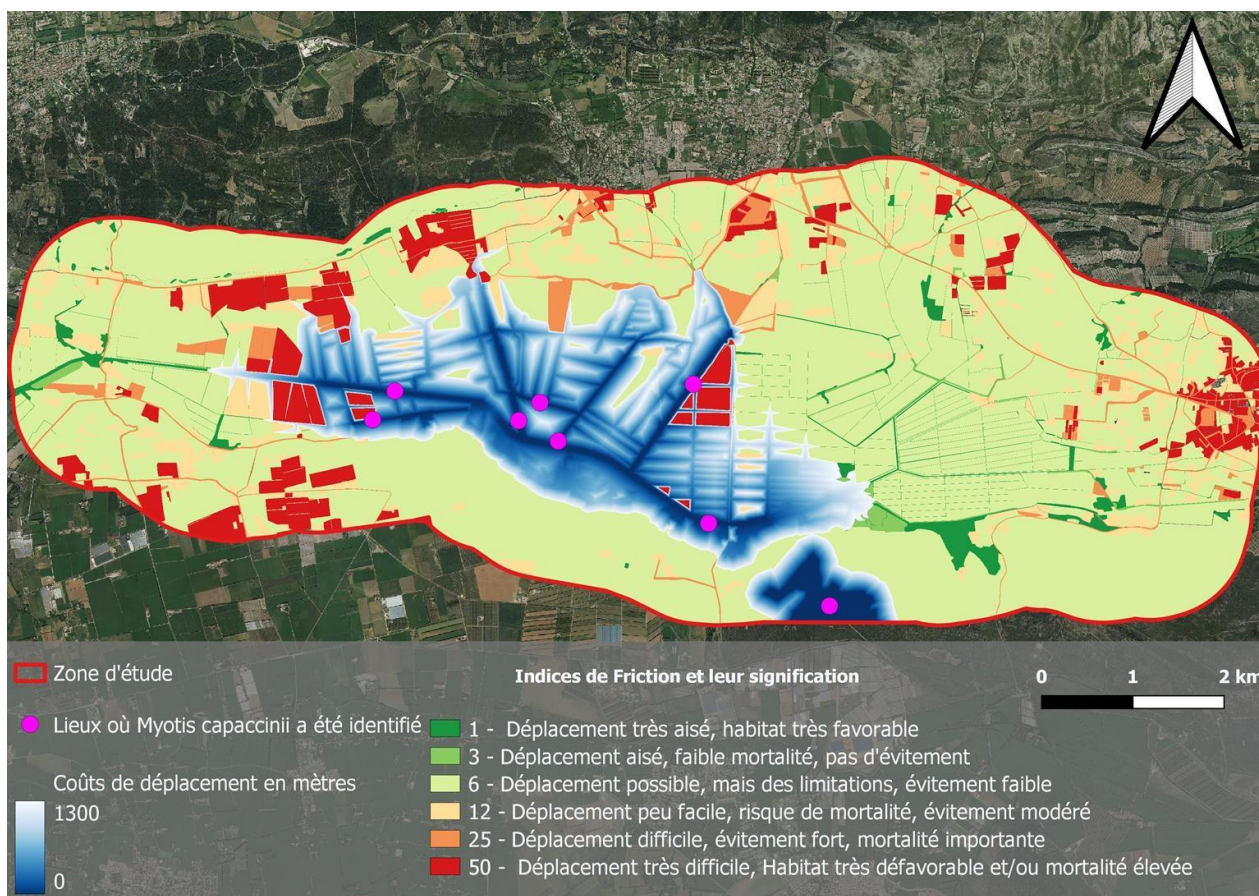 Zone d'étude
Indices de Friction et leur signification
0 1 2 km
Lieux où Myotis capaccinii a été identifié
1 - Déplacement très aisé, habitat très favorable
3 - Déplacement aisé, faible mortalité, pas d'évitement
Coûts de déplacement en mètres
6 - Déplacement possible, mais des limitations, évitement faible
1300
12 - Déplacement peu facile, risque de mortalité, évitement modéré
25 - Déplacement difficile, évitement fort, mortalité importante
50 - Déplacement très difficile, Habitat très défavorable et/ou mortalité élevée
0